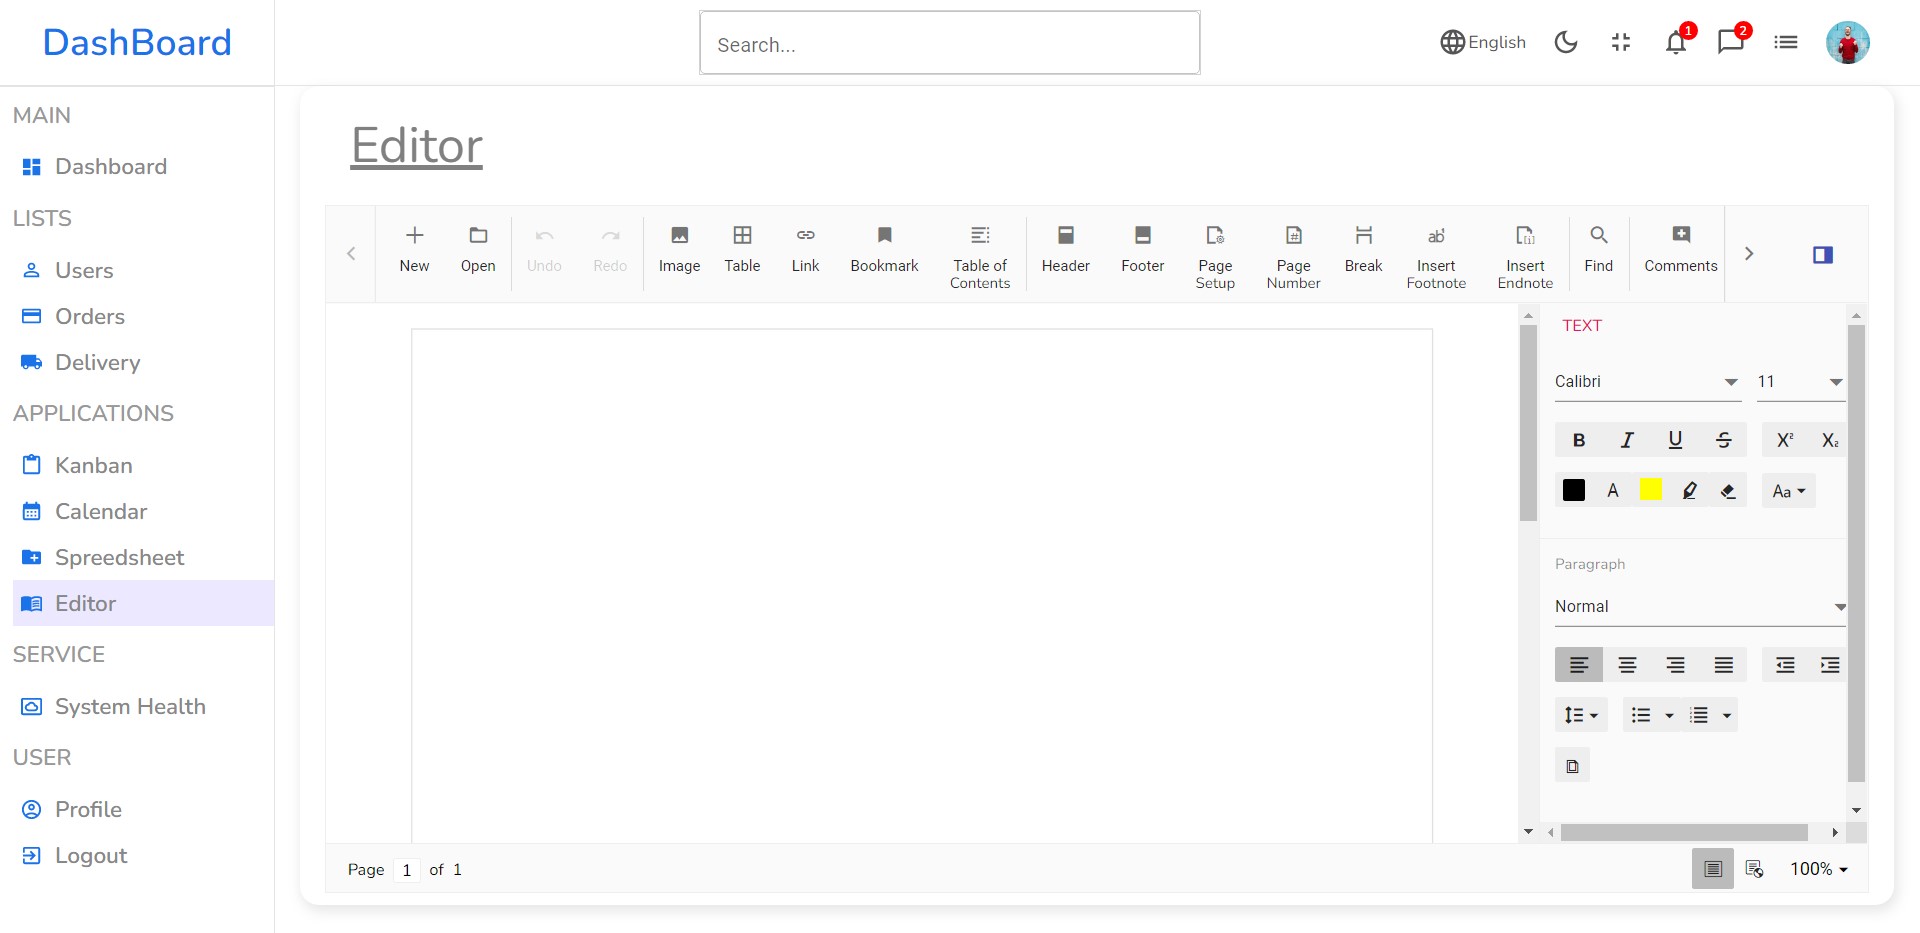 DashBoard
Search...
English
1
2
MAIN
Dashboard
LISTS
Users
Orders
Delivery
APPLICATIONS
Kanban
Calendar
Spreedsheet
Editor
SERVICE
System Health
USER
Profile
Logout
Editor
New
Open
Undo
Redo
Image
Table
Link
Bookmark
Table of
Contents
Header
Footer
Page
Setup
Page
Number
Break
Insert
Footnote
Insert
Endnote
Find
Comments
TEXT
Calibri
11
B I U S X² X₂
A
Aa
Paragraph
Normal
Page 1 of 1
100%